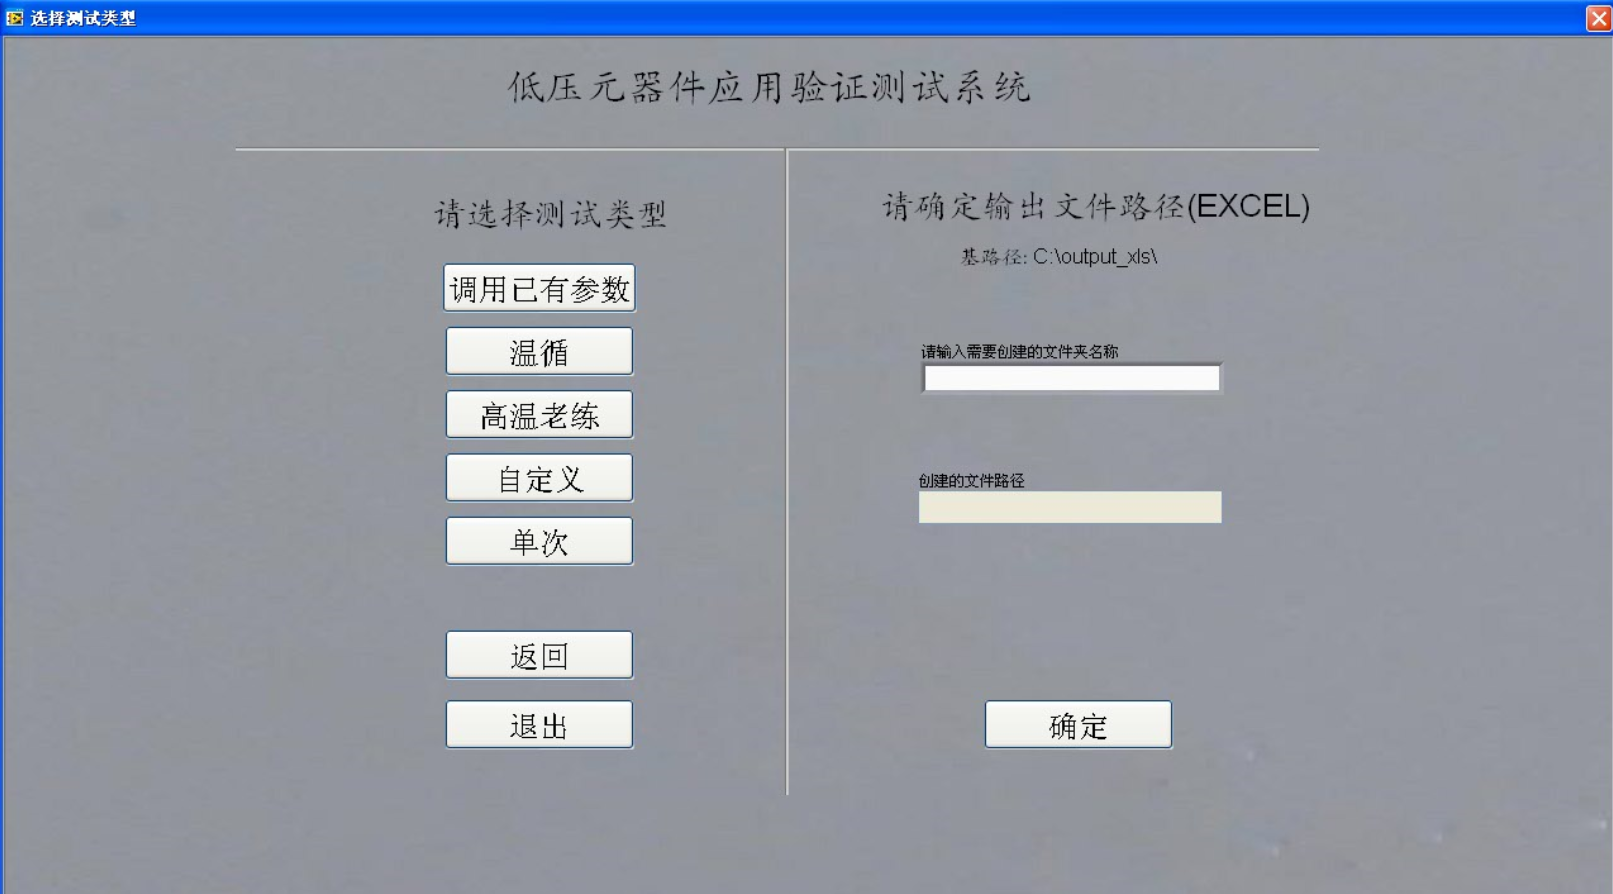 选择测试类型
低压元器件应用验证测试系统
请选择测试类型
调用已有参数
温循
高温老练
自定义
单次
返回
退出
请确定输出文件路径(EXCEL)
基路径: C:\output_xls\
请输入需要创建的文件夹名称
创建的文件路径
确定